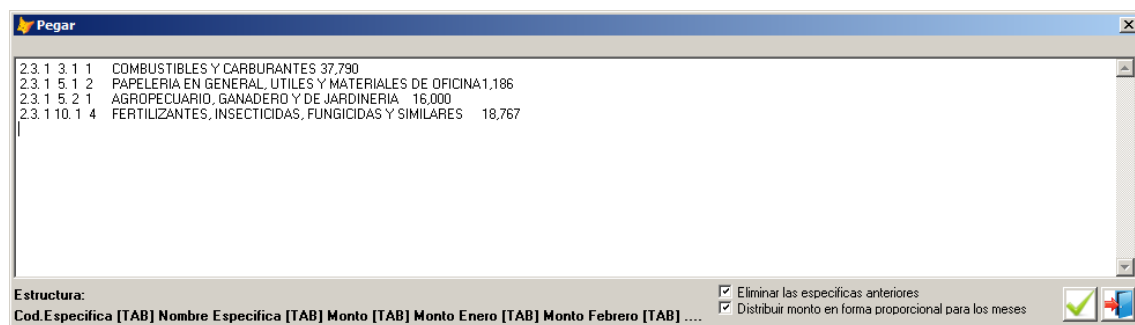 Pegar
2.3. 1 3. 1 1 COMBUSTIBLES Y CARBURANTES 37,790
2.3. 1 5. 1 2 PAPELERIA EN GENERAL, UTILES Y MATERIALES DE OFICINA1,186
2.3. 1 5. 2 1 AGROPECUARIO, GANADERO Y DE JARDINERIA 16,000
2.3. 1 10. 1 4 FERTILIZANTES, INSECTICIDAS, FUNGICIDAS Y SIMILARES 18,767
Estructura:
Cod.Especifica [TAB] Nombre Especifica [TAB] Monto [TAB] Monto Enero [TAB] Monto Febrero [TAB] ....
Eliminar las especificas anteriores
Distribuir monto en forma proporcional para los meses